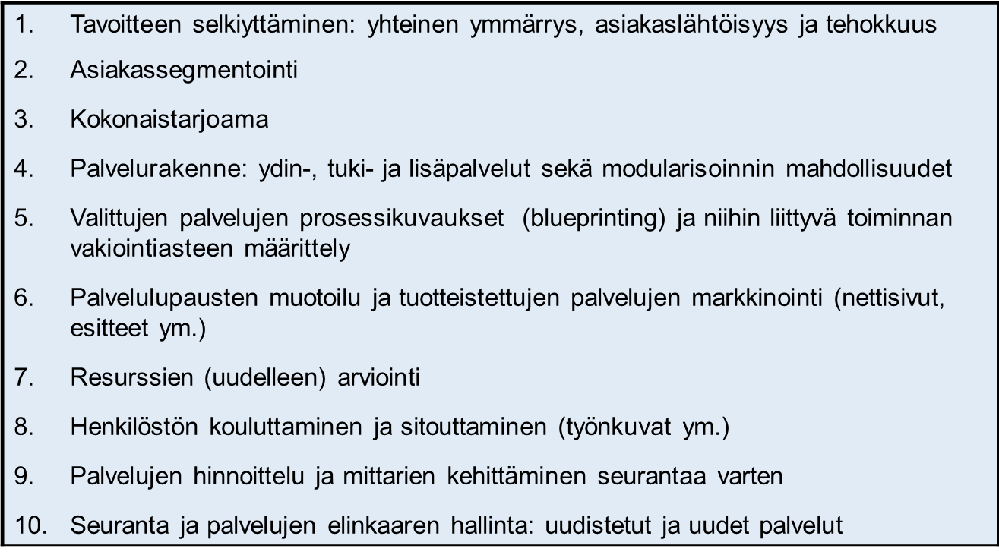 1. Tavoitteen selkiyttäminen: yhteinen ymmärrys, asiakaslähtöisyys ja tehokkuus
2. Asiakassegmentointi
3. Kokonaistarjoama
4. Palvelurakenne: ydin-, tuki- ja lisäpalvelut sekä modularisoinnin mahdollisuudet
5. Valittujen palvelujen prosessikuvaukset (blueprinting) ja niihin liittyvä toiminnan
vakiointiasteen määrittely
6. Palvelulupausten muotoilu ja tuotteistettujen palvelujen markkinointi (nettisivut,
esitteet ym.)
7. Resurssien (uudelleen) arviointi
8. Henkilöstön kouluttaminen ja sitouttaminen (työnkuvat ym.)
9. Palvelujen hinnoittelu ja mittarien kehittäminen seurantaa varten
10. Seuranta ja palvelujen elinkaaren hallinta: uudistetut ja uudet palvelut